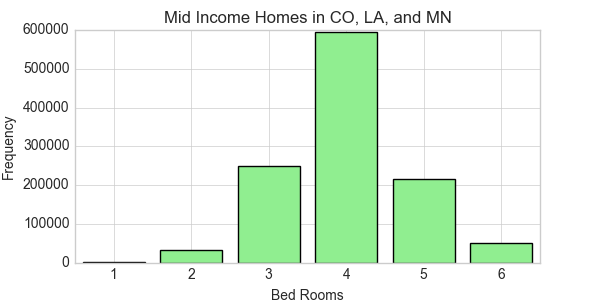 Mid Income Homes in CO, LA, and MN
600000
500000
400000
300000
200000
100000
0
Frequency
1 2 3 4 5 6
Bed Rooms